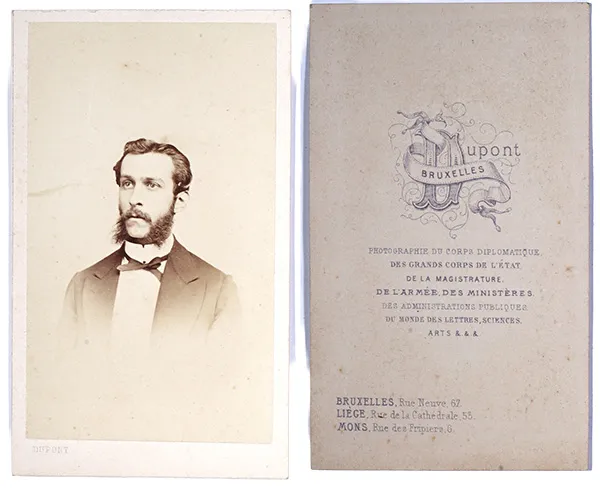 DUPONT
Dupont
BRUXELLES
PHOTOGRAPHIE DU CORPS DIPLOMATIQUE
DES GRANDS CORPS DE L'ÉTAT
DE LA MAGISTRATURE.
DE L'ARMÉE, DES MINISTÈRES.
DES ADMINISTRATIONS PUBLIQUES
DU MONDE DES LETTRES, SCIENCES.
ARTS & & &.
BRUXELLES, Rue Neuve, 67.
LIÉGE, Rue de la Cathédrale, 55.
MONS, Rue des Fripiers, 6.